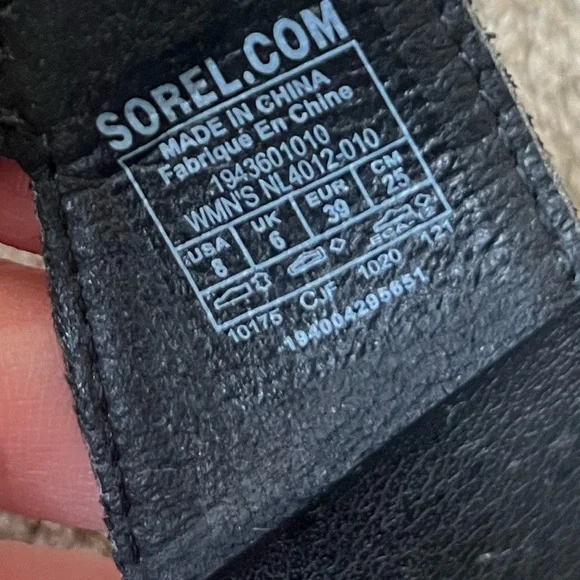 SOREL.COM
MADE IN CHINA
Fabriqué En Chine
1943601010
WMN'S NL4012-010
USA UK EUR CM
8 6 39 25
10175 CJF 1020 121
194004295651